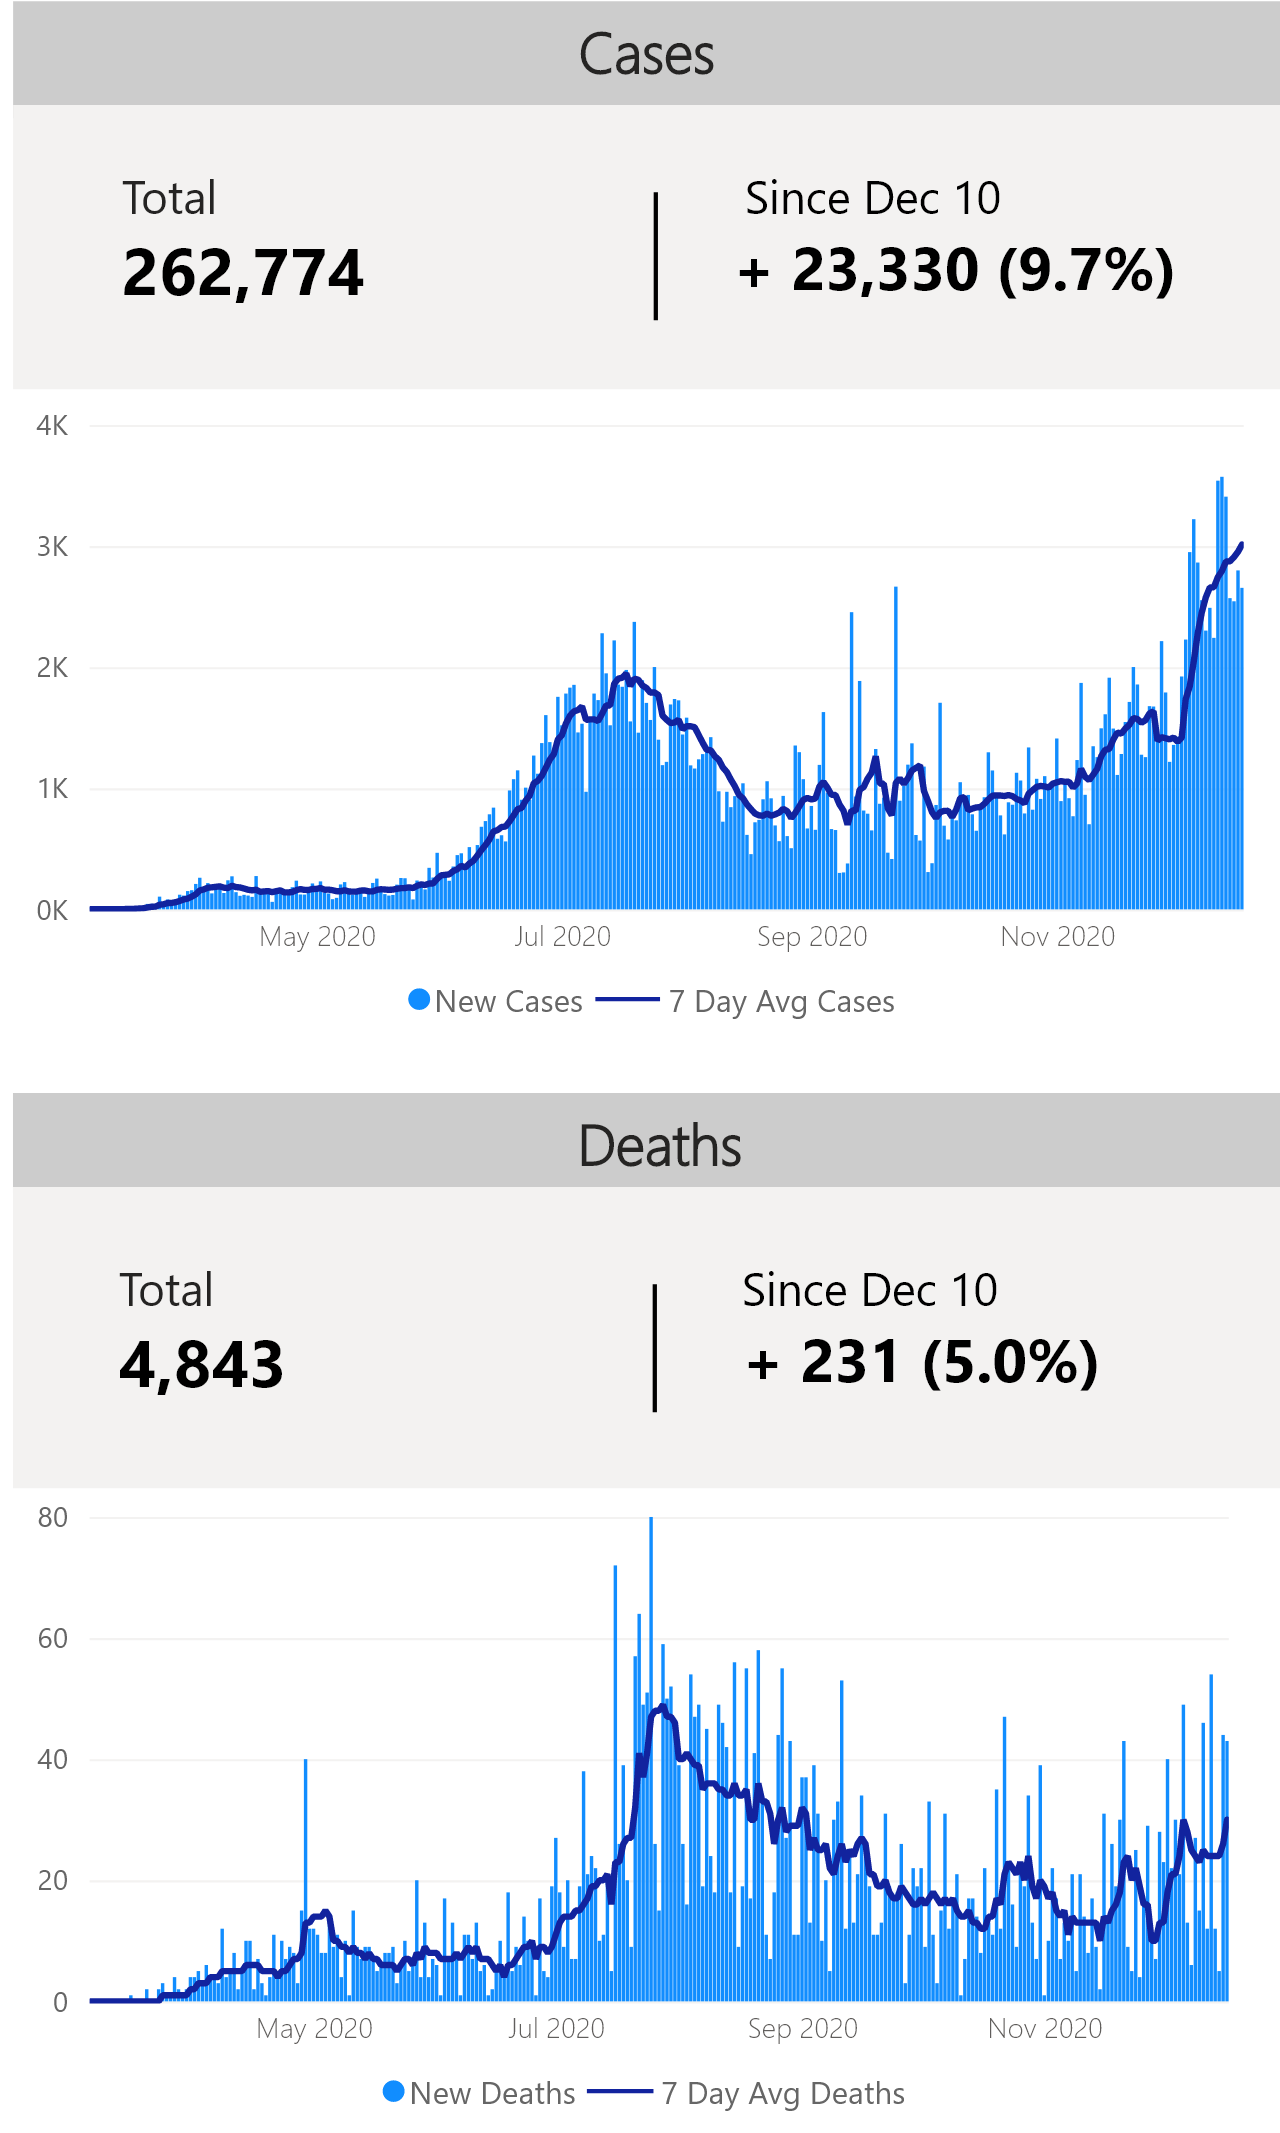 Cases
Total
Since Dec 10
262,774
+ 23,330 (9.7%)
4K
3K
2K
1K
0K
May 2020
Jul 2020
Sep 2020
Nov 2020
New Cases
7 Day Avg Cases
Deaths
Total
Since Dec 10
4,843
+ 231 (5.0%)
80
60
40
20
0
May 2020
Jul 2020
Sep 2020
Nov 2020
New Deaths
7 Day Avg Deaths